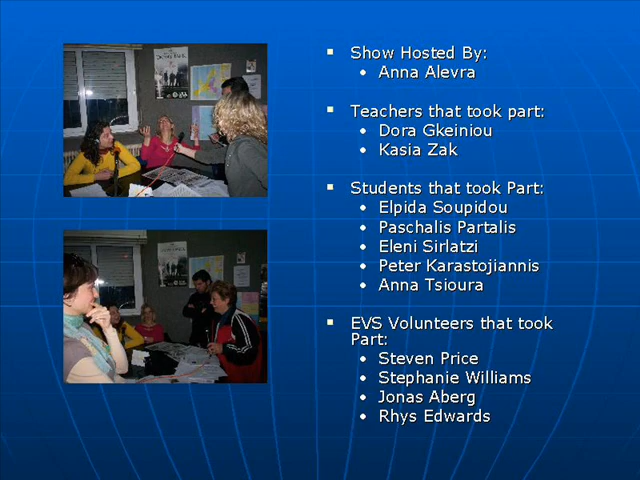 Show Hosted By:
Anna Alevra
Teachers that took part:
Dora Gkeiniou
Kasia Zak
Students that took Part:
Elpida Soupidou
Paschalis Partalis
Eleni Sirlatzi
Peter Karastojiannis
Anna Tsioura
EVS Volunteers that took
Part:
Steven Price
Stephanie Williams
Jonas Aberg
Rhys Edwards